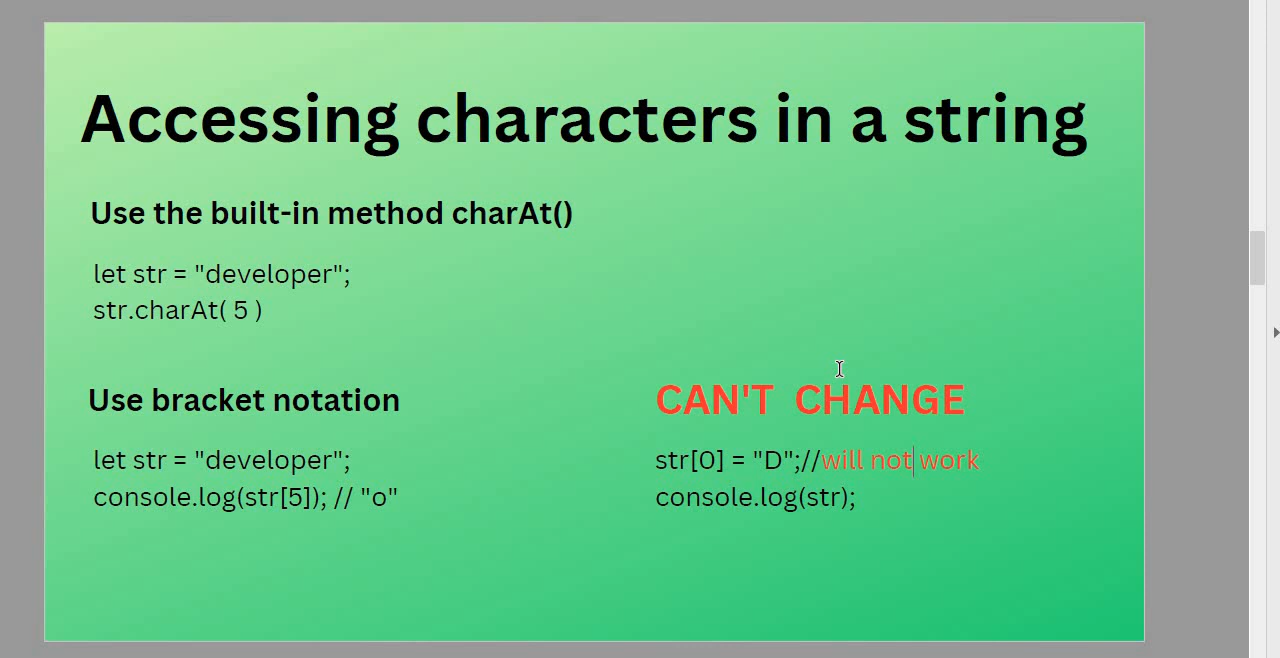 Accessing characters in a string
Use the built-in method charAt()
let str = "developer";
str.charAt( 5 )
Use bracket notation
let str = "developer";
console.log(str[5]); // "o"
CAN'T CHANGE
str[0] = "D";//will not work
console.log(str);